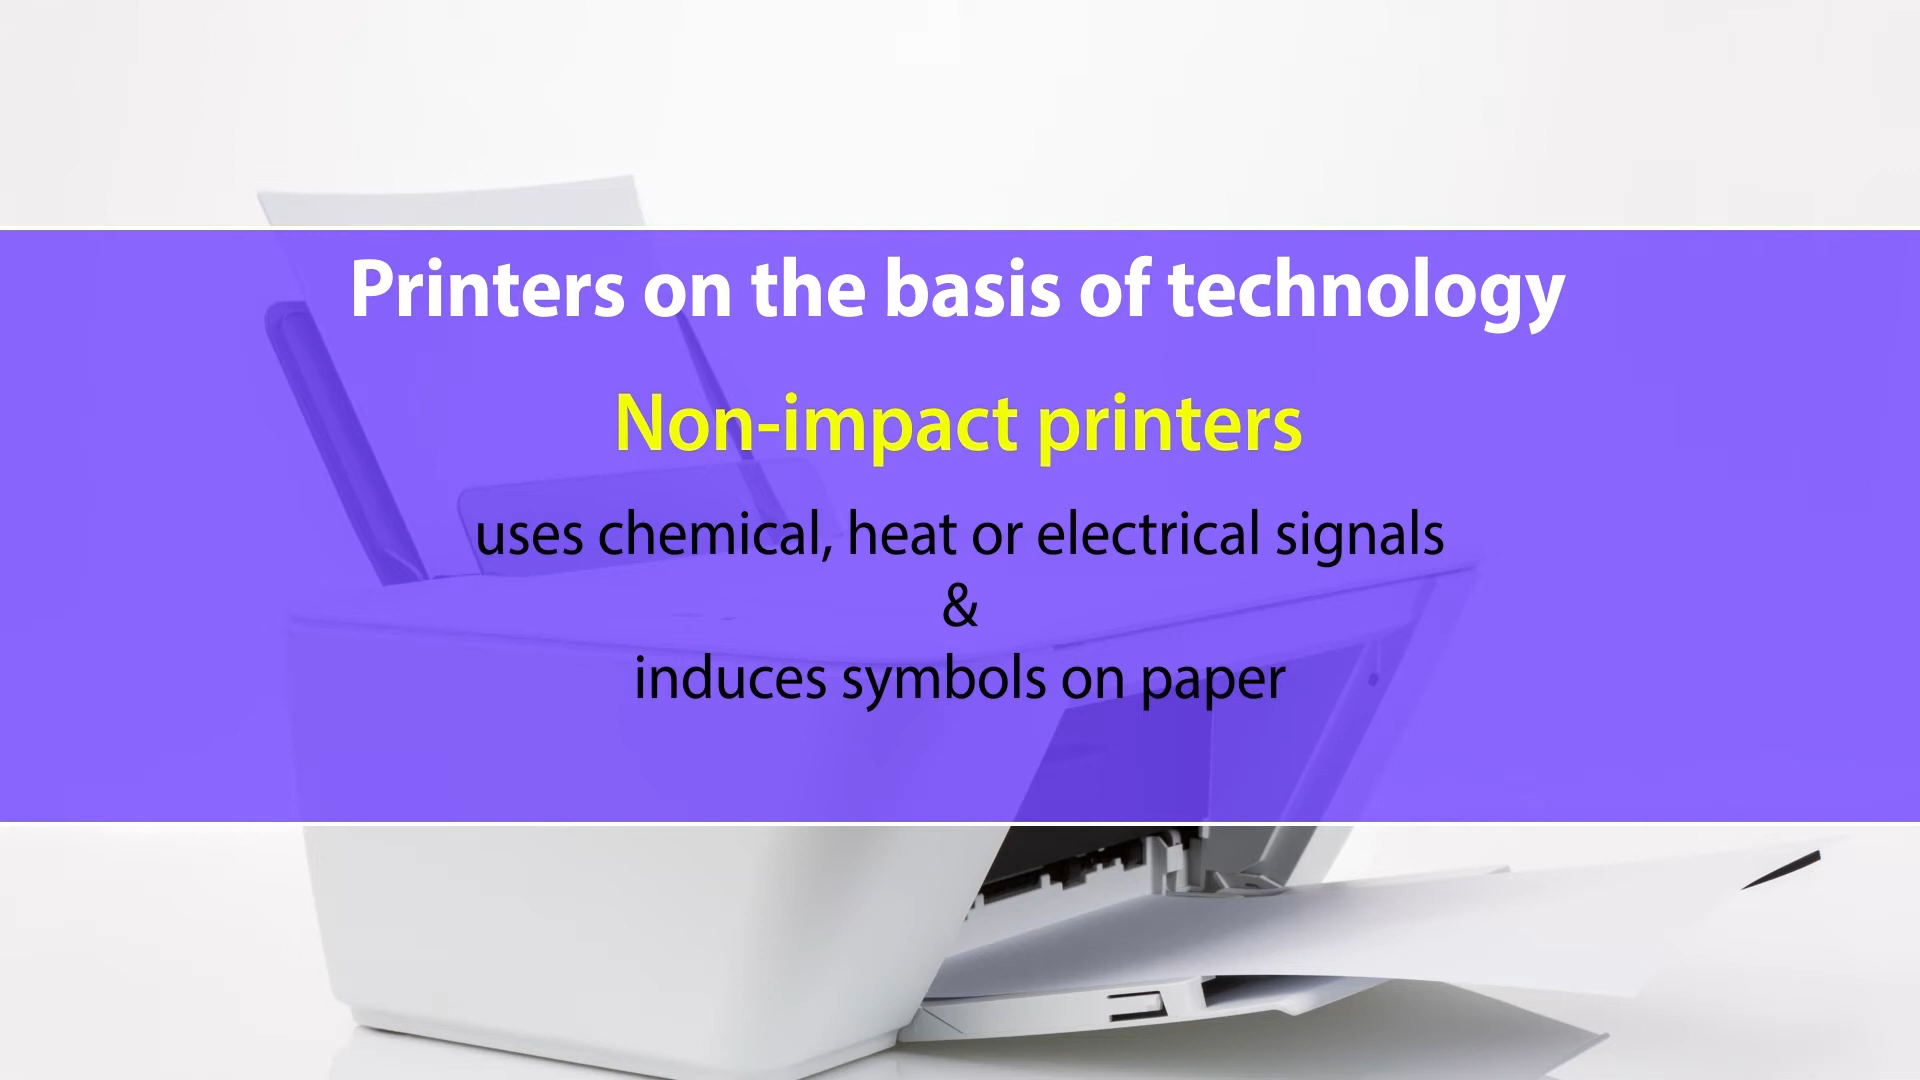 Printers on the basis of technology
Non-impact printers
uses chemical, heat or electrical signals
&
induces symbols on paper